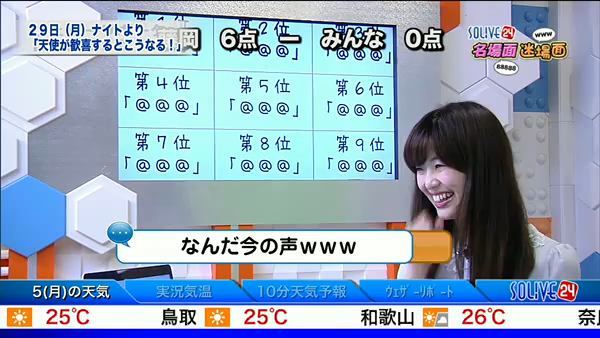 29日(月)ナイトより
「天使が歓喜するとこうなる!」
岡 6点 ー みんな 0点
SOLiVE24
www
名場面 迷場面
88888
第4位 第5位 第6位
「@@@」 「@@@」 「@@@」
第7位 第8位 第9位
「@@@」 「@@@」 「@@@」
なんだ今の声www
5(月)の天気 実況気温 10分天気予報 ウェザーリポート SOLiVE24
25℃ 鳥取 25℃ 和歌山 26℃ 奈